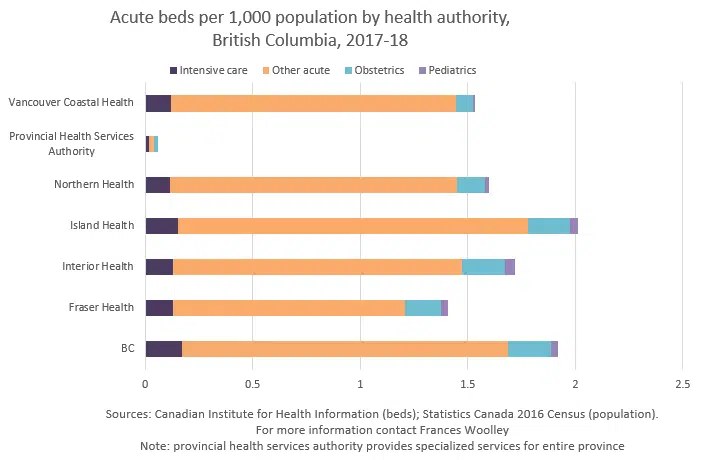 Acute beds per 1,000 population by health authority,
British Columbia, 2017-18
Intensive care Other acute Obstetrics Pediatrics
Vancouver Coastal Health
Provincial Health Services
Authority
Northern Health
Island Health
Interior Health
Fraser Health
BC
0 0.5 1 1.5 2 2.5
Sources: Canadian Institute for Health Information (beds); Statistics Canada 2016 Census (population).
For more information contact Frances Woolley
Note: provincial health services authority provides specialized services for entire province